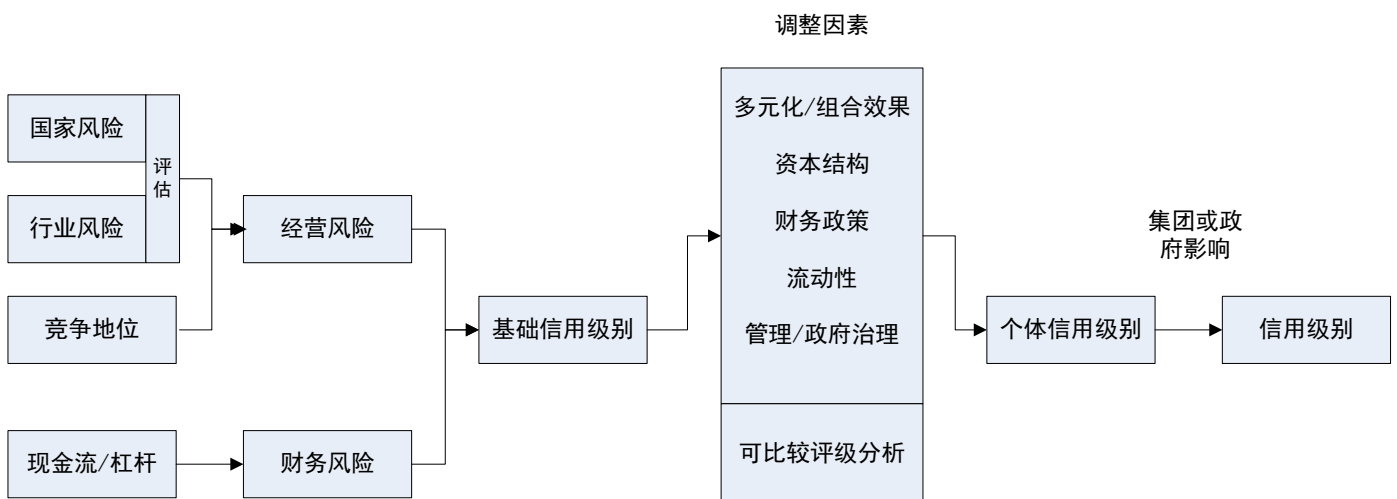 调整因素
国家风险
评
估
行业风险
竞争地位
现金流/杠杆
经营风险
财务风险
基础信用级别
多元化/组合效果
资本结构
财务政策
流动性
管理/政府治理
可比较评级分析
个体信用级别
集团或政
府影响
信用级别